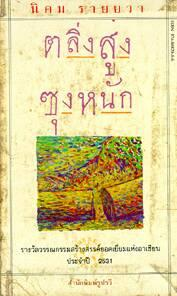 นิคม รายยวา
ตลิ่งสูง
ซุงหนัก
รางวัลวรรณกรรมสร้างสรรค์ยอดเยี่ยมแห่งอาเซียน
ประจำปี 2531